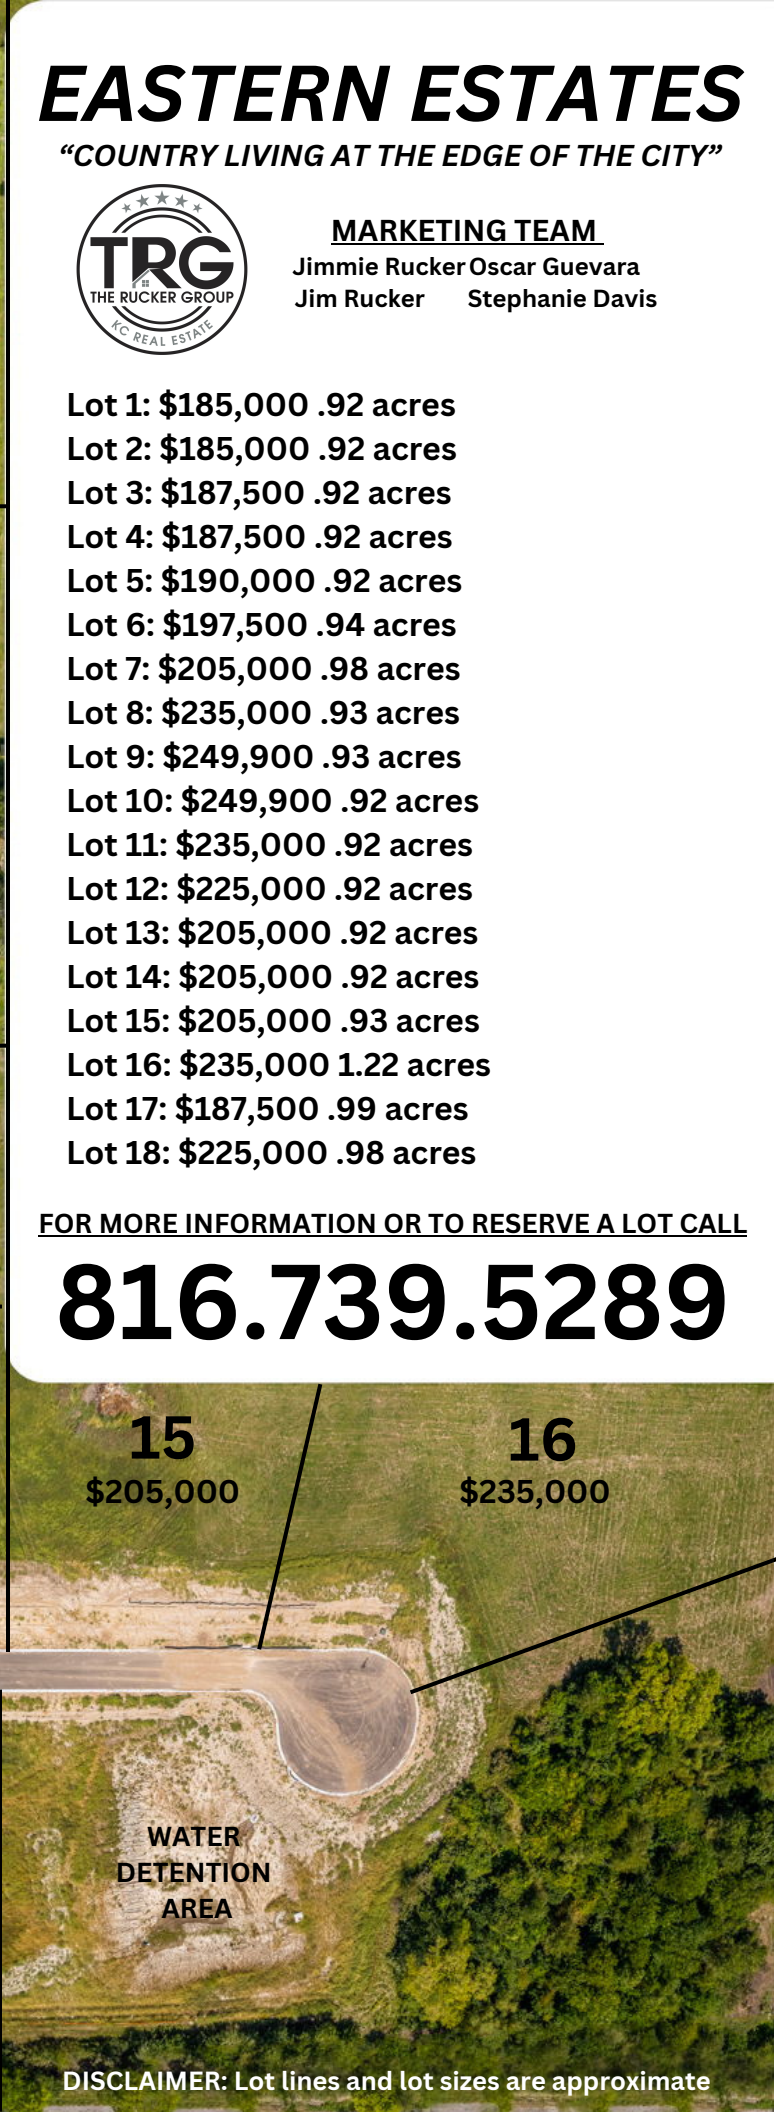 EASTERN ESTATES
“COUNTRY LIVING AT THE EDGE OF THE CITY”
TRG
THE RUCKER GROUP
KC REAL ESTATE
MARKETING TEAM
Jimmie Rucker Oscar Guevara
Jim Rucker Stephanie Davis
Lot 1: $185,000 .92 acres
Lot 2: $185,000 .92 acres
Lot 3: $187,500 .92 acres
Lot 4: $187,500 .92 acres
Lot 5: $190,000 .92 acres
Lot 6: $197,500 .94 acres
Lot 7: $205,000 .98 acres
Lot 8: $235,000 .93 acres
Lot 9: $249,900 .93 acres
Lot 10: $249,900 .92 acres
Lot 11: $235,000 .92 acres
Lot 12: $225,000 .92 acres
Lot 13: $205,000 .92 acres
Lot 14: $205,000 .92 acres
Lot 15: $205,000 .93 acres
Lot 16: $235,000 1.22 acres
Lot 17: $187,500 .99 acres
Lot 18: $225,000 .98 acres
FOR MORE INFORMATION OR TO RESERVE A LOT CALL
816.739.5289
15
$205,000
16
$235,000
WATER
DETENTION
AREA
DISCLAIMER: Lot lines and lot sizes are approximate